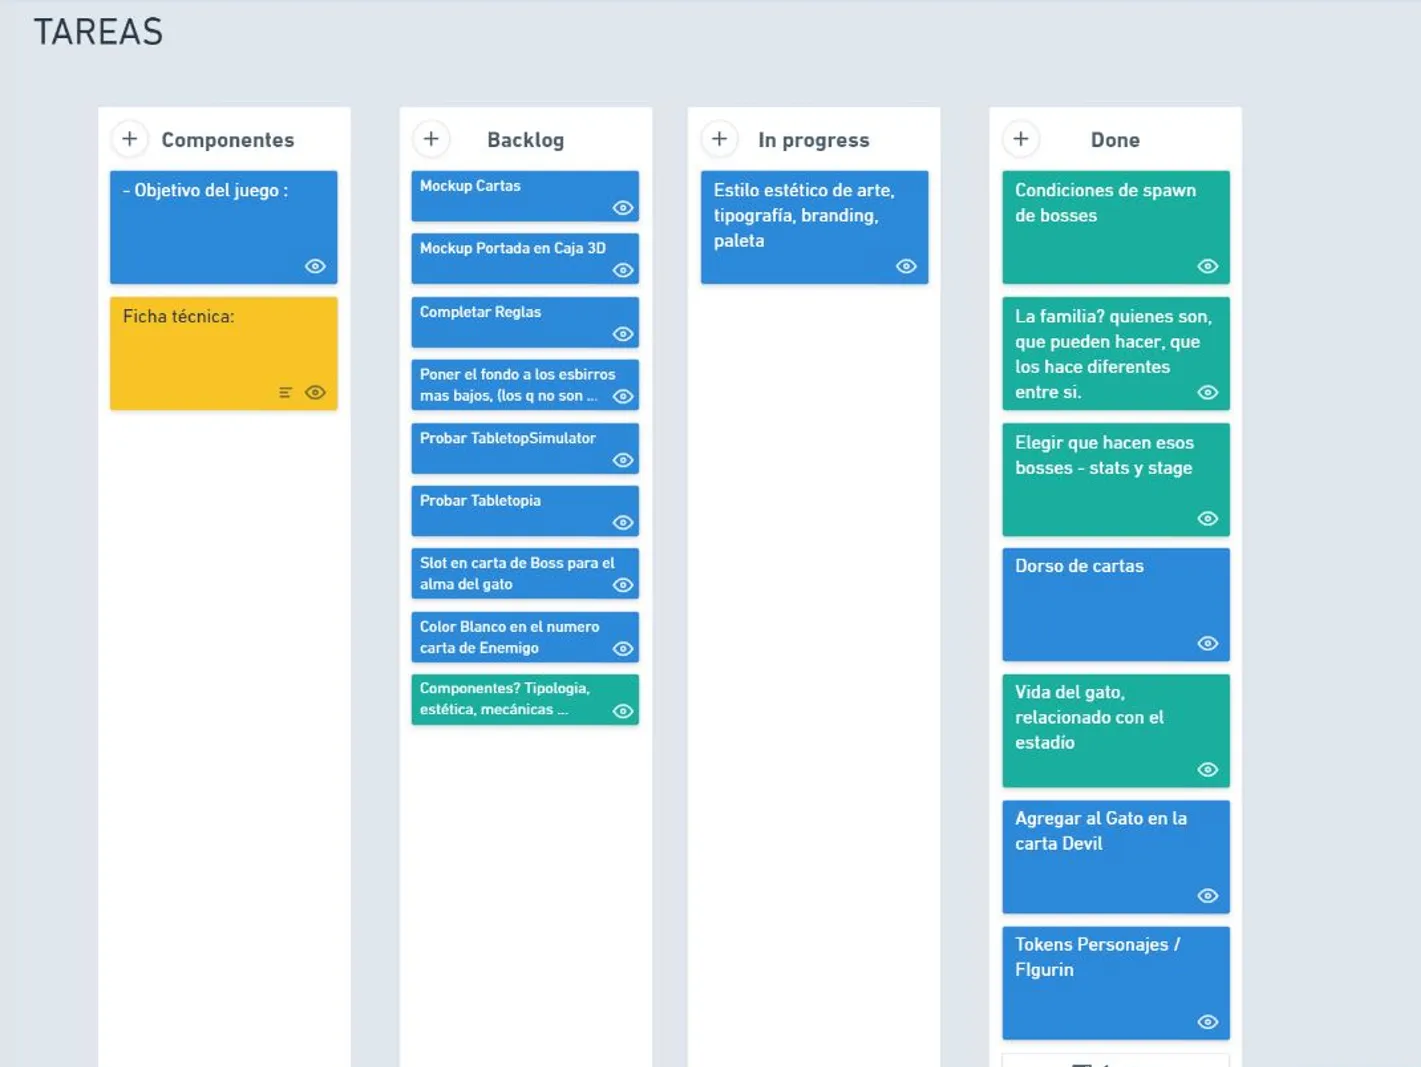 TAREAS
Componentes
- Objetivo del juego :
Ficha técnica:
Backlog
Mockup Cartas
Mockup Portada en Caja 3D
Completar Reglas
Poner el fondo a los esbirros
mas bajos, (los q no son ...
Probar TabletopSimulator
Probar Tabletopia
Slot en carta de Boss para el
alma del gato
Color Blanco en el numero
carta de Enemigo
Componentes? Tipologia,
estética, mecánicas ...
In progress
Estilo estético de arte,
tipografía, branding,
paleta
Done
Condiciones de spawn
de bosses
La familia? quienes son,
que pueden hacer, que
los hace diferentes
entre si.
Elegir que hacen esos
bosses - stats y stage
Dorso de cartas
Vida del gato,
relacionado con el
estadío
Agregar al Gato en la
carta Devil
Tokens Personajes /
FIgurin